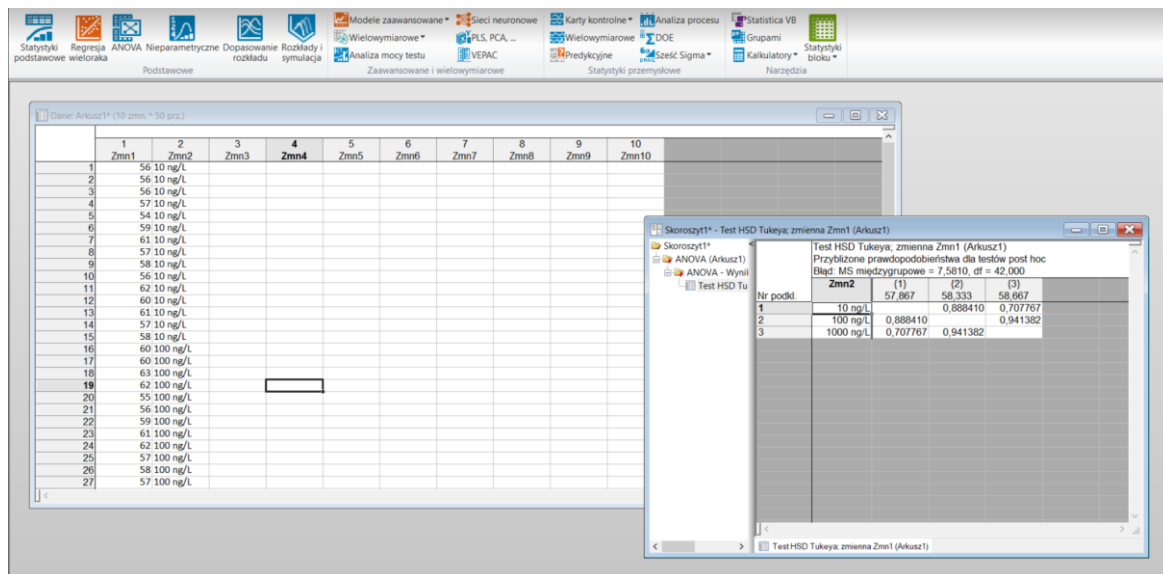 Modele zaawansowane Sieci neuronowe Karty kontrolne Analiza procesu Statistica VB
Wielowymiarowe PLS, PCA, ... Wielowymiarowe DOE Grupami
Analiza mocy testu VEPAC Predykcyjne Sześć Sigma Kalkulatory
Statystyki podstawowe Regresja wieloraka ANOVA Nieparametryczne Dopasowanie rozkładu Rozkłady i symulacja Statystyki bloku
Podstawowe Zaawansowane i wielowymiarowe Statystyki przemysłowe Narzędzia
Dane: Arkusz1* (10 zmn. * 50 prz.)
1 2 3 4 5 6 7 8 9 10
Zmn1 Zmn2 Zmn3 Zmn4 Zmn5 Zmn6 Zmn7 Zmn8 Zmn9 Zmn10
1 56 10 ng/L
2 56 10 ng/L
3 56 10 ng/L
4 57 10 ng/L
5 54 10 ng/L
6 59 10 ng/L
7 61 10 ng/L
8 57 10 ng/L
9 58 10 ng/L
10 56 10 ng/L
11 62 10 ng/L
12 60 10 ng/L
13 61 10 ng/L
14 57 10 ng/L
15 58 10 ng/L
16 60 100 ng/L
17 60 100 ng/L
18 63 100 ng/L
19 62 100 ng/L
20 55 100 ng/L
21 56 100 ng/L
22 59 100 ng/L
23 61 100 ng/L
24 62 100 ng/L
25 57 100 ng/L
26 58 100 ng/L
27 57 100 ng/L
Skoroszyt1* - Test HSD Tukeya; zmienna Zmn1 (Arkusz1)
Skoroszyt1*
ANOVA (Arkusz1)
ANOVA - Wynil
Test HSD Tu
Test HSD Tukeya; zmienna Zmn1 (Arkusz1)
Przybliżone prawdopodobieństwa dla testów post hoc
Błąd: MS międzygrupowe = 7,5810, df = 42,000
Zmn2 {1} {2} {3}
Nr podkl. 57,867 58,333 58,667
1 10 ng/L 0,888410 0,707767
2 100 ng/L 0,888410 0,941382
3 1000 ng/L 0,707767 0,941382
Test HSD Tukeya; zmienna Zmn1 (Arkusz1)